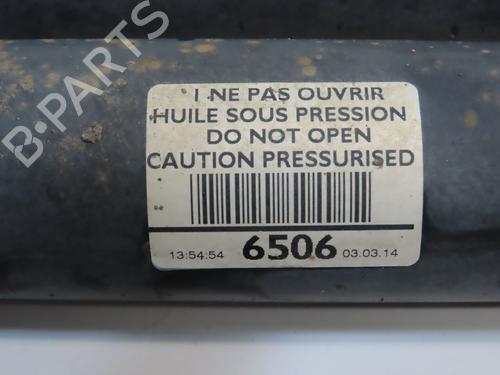 B-PARTS
I NE PAS OUVRIR
HUILE SOUS PRESSION
DO NOT OPEN
CAUTION PRESSURISED
13:54:54 6506 03.03.14